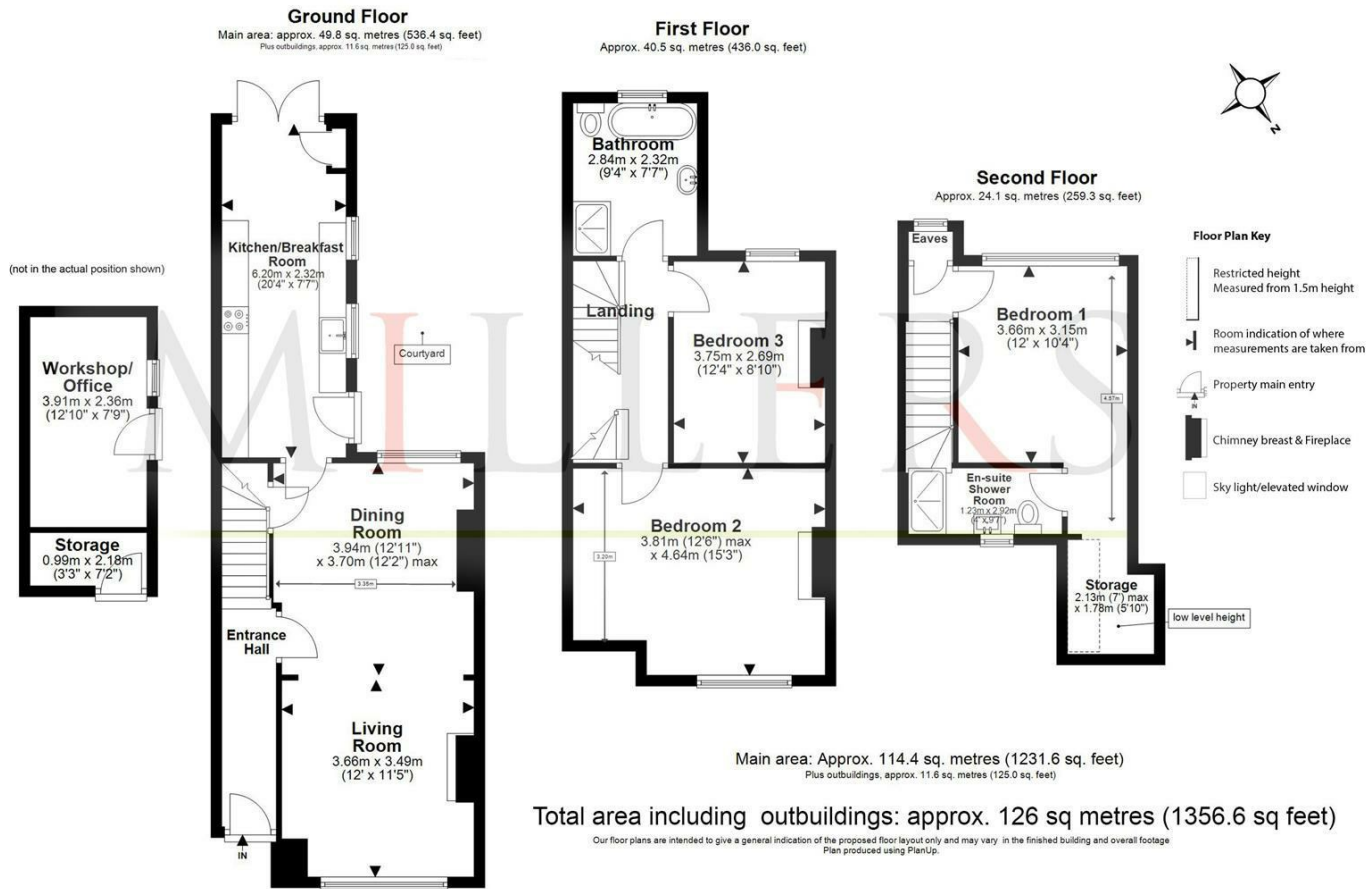 Ground Floor
Main area: approx. 49.8 sq. metres (536.4 sq. feet)
Plus outbuildings, approx. 11.6 sq. metres (125.0 sq. feet)
Kitchen/Breakfast
Room
6.20m x 2.32m
(20'4" x 7'7")
Courtyard
(not in the actual position shown)
Workshop/
Office
3.91m x 2.36m
(12'10" x 7'9")
Storage
0.99m x 2.18m
(3'3" x 7'2")
Dining
Room
3.94m (12'11")
x 3.70m (12'2") max
3.35m
Entrance
Hall
Living
Room
3.66m x 3.49m
(12' x 11'5")
IN
First Floor
Approx. 40.5 sq. metres (436.0 sq. feet)
Bathroom
2.84m x 2.32m
(9'4" x 7'7")
Landing
Bedroom 3
3.75m x 2.69m
(12'4" x 8'10")
Bedroom 2
3.81m (12'6") max
x 4.64m (15'3")
3.20m
Second Floor
Approx. 24.1 sq. metres (259.3 sq. feet)
Eaves
Bedroom 1
3.66m x 3.15m
(12' x 10'4")
4.57m
En-suite
Shower
Room
1.23m x 2.92m
(4' x 9'7")
Storage
2.13m (7') max
x 1.78m (5'10")
low level height
N
Floor Plan Key
Restricted height
Measured from 1.5m height
Room indication of where
measurements are taken from
Property main entry
IN
Chimney breast & Fireplace
Sky light/elevated window
MILLERS
Main area: Approx. 114.4 sq. metres (1231.6 sq. feet)
Plus outbuildings, approx. 11.6 sq. metres (125.0 sq. feet)
Total area including outbuildings: approx. 126 sq metres (1356.6 sq feet)
Our floor plans are intended to give a general indication of the proposed floor layout only and may vary in the finished building and overall footage
Plan produced using PlanUp.